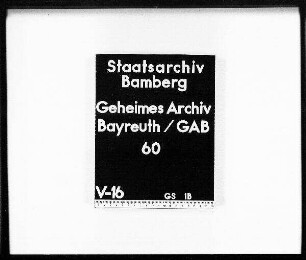 Staatsarchiv
Bamberg
Geheimes Archiv
Bayreuth / GAB
60
V-16 GS IB